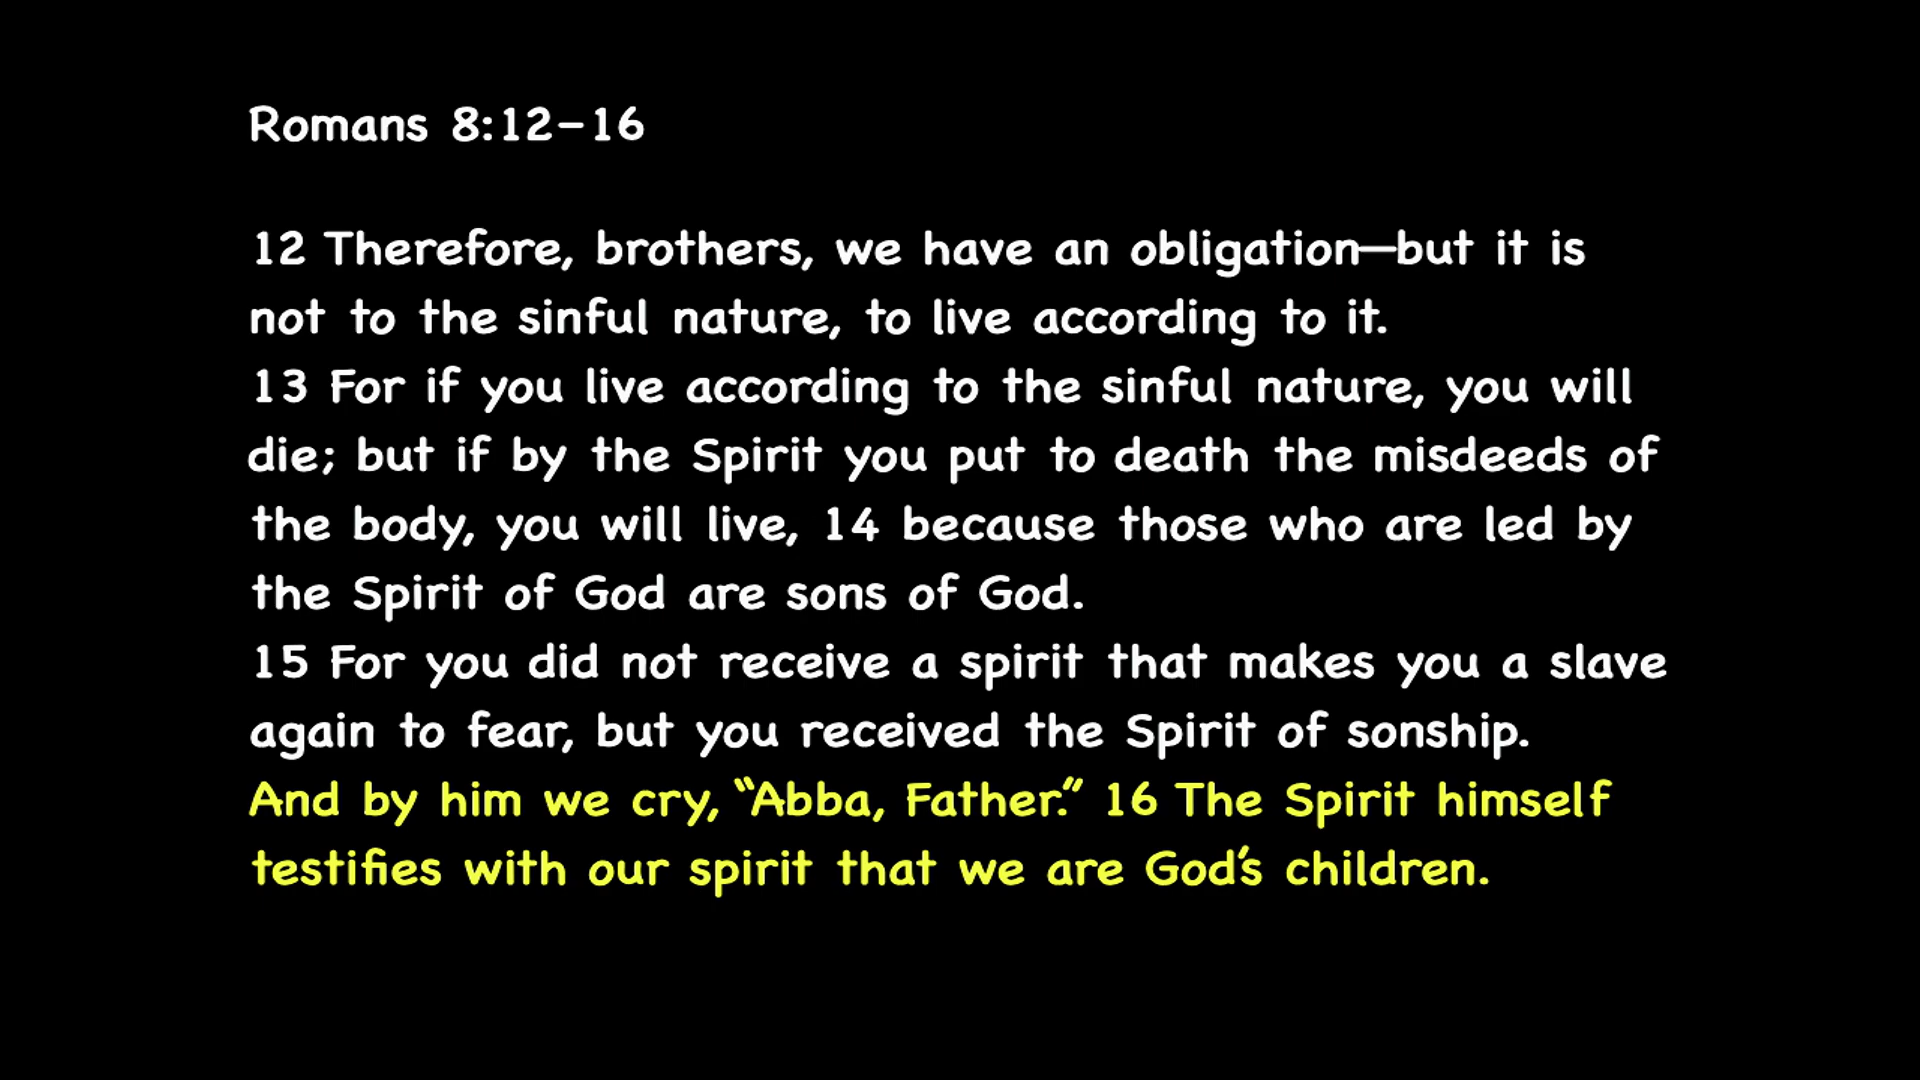 Romans 8:12–16
12 Therefore, brothers, we have an obligation—but it is
not to the sinful nature, to live according to it.
13 For if you live according to the sinful nature, you will
die; but if by the Spirit you put to death the misdeeds of
the body, you will live, 14 because those who are led by
the Spirit of God are sons of God.
15 For you did not receive a spirit that makes you a slave
again to fear, but you received the Spirit of sonship.
And by him we cry, “Abba, Father.” 16 The Spirit himself
testifies with our spirit that we are God’s children.